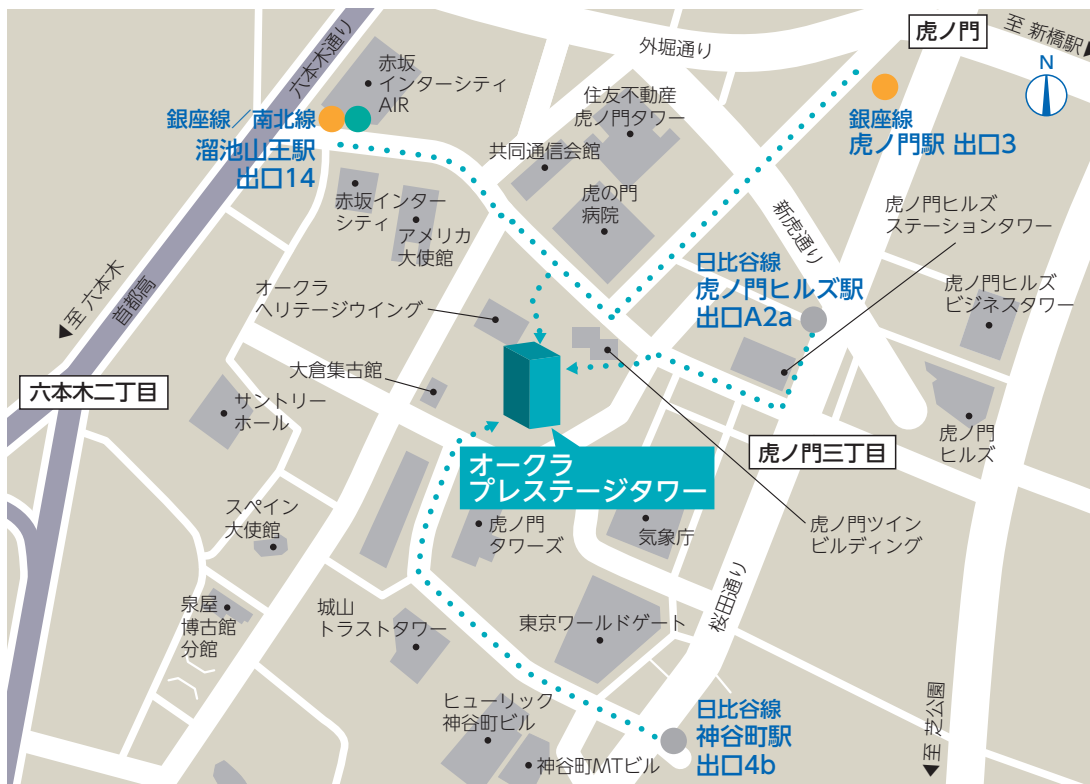 六本木通り
赤坂
インターシティ
AIR
外堀通り
虎ノ門
至 新橋駅
N
銀座線／南北線
溜池山王駅
出口14
住友不動産
虎ノ門タワー
共同通信会館
銀座線
虎ノ門駅 出口3
赤坂インター
シティ
アメリカ
大使館
虎の門
病院
新虎通り
虎ノ門ヒルズ
ステーションタワー
日比谷線
虎ノ門ヒルズ駅
出口A2a
虎ノ門ヒルズ
ビジネスタワー
至 六本木
首都高
オークラ
ヘリテージウイング
大倉集古館
六本木二丁目
サントリー
ホール
オークラ
プレステージタワー
虎ノ門三丁目
虎ノ門
ヒルズ
スペイン
大使館
虎ノ門
タワーズ
気象庁
虎ノ門ツイン
ビルディング
桜田通り
泉屋
博古館
分館
城山
トラストタワー
東京ワールドゲート
ヒューリック
神谷町ビル
神谷町MTビル
日比谷線
神谷町駅
出口4b
至 芝公園